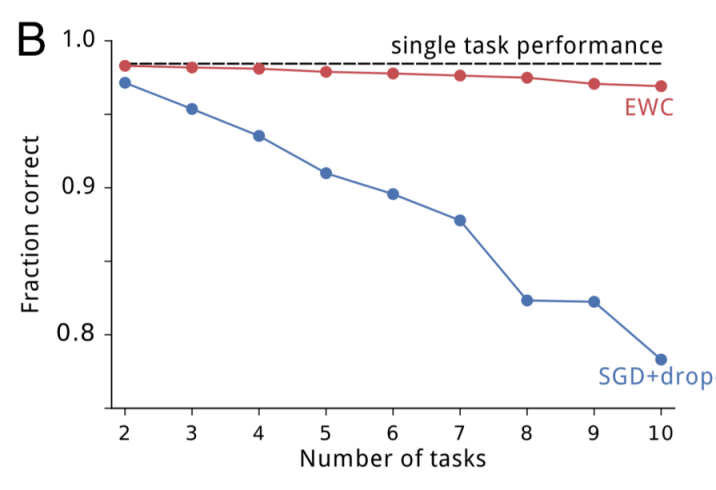 B
1.0
single task performance
EWC
0.9
Fraction correct
0.8
SGD+drop
2 3 4 5 6 7 8 9 10
Number of tasks